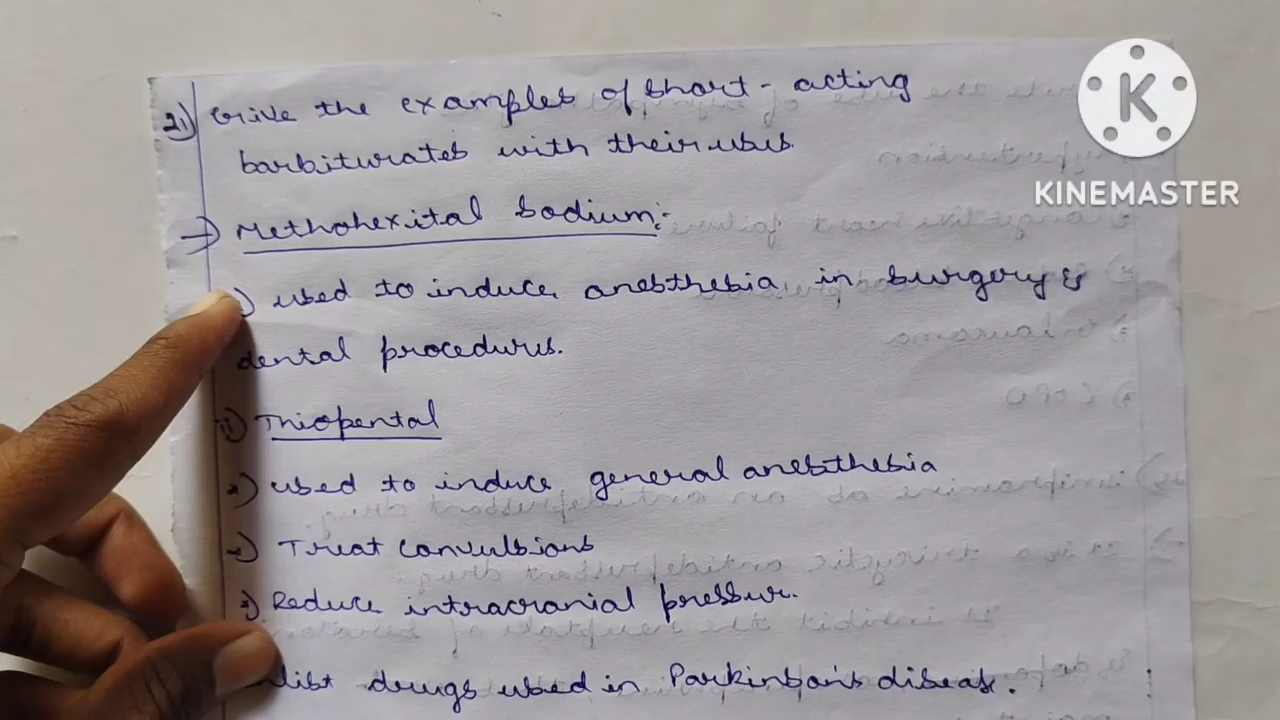 21) Give the examples of short-acting
barbiturates with their uses.
→ Methohexital Sodium:-
) used to induce anesthesia in surgery &
dental procedures.
ii) Thiopental
*) used to induce general anesthesia
*) Treat convulsions
*) Reduce intracranial pressure.
list drugs used in Parkinson's disease.
K
KINEMASTER